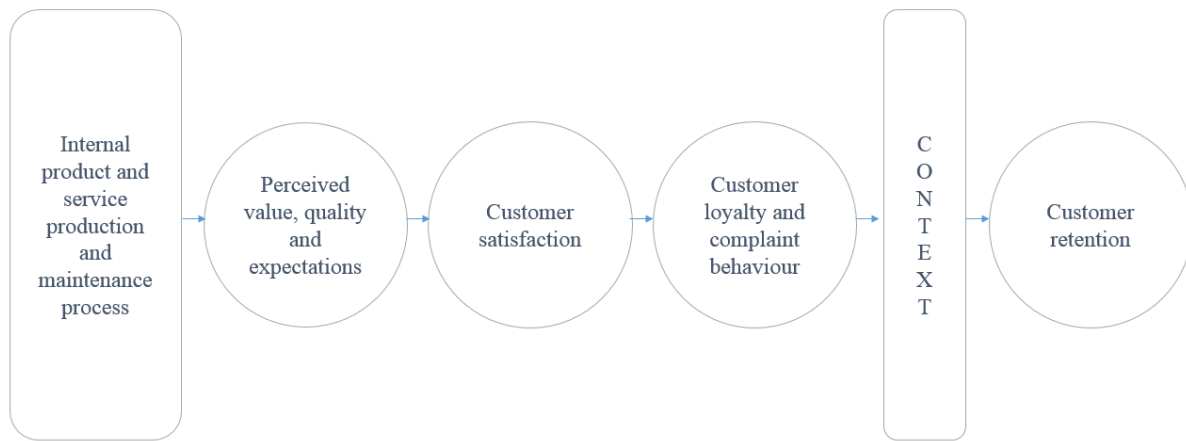 Internal
product and
service
production
and
maintenance
process
Perceived
value, quality
and
expectations
Customer
satisfaction
Customer
loyalty and
complaint
behaviour
C
O
N
T
E
X
T
Customer
retention